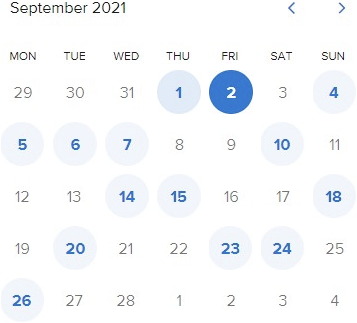 September 2021
MON TUE WED THU FRI SAT SUN
29 30 31 1 2 3 4
5 6 7 8 9 10 11
12 13 14 15 16 17 18
19 20 21 22 23 24 25
26 27 28 1 2 3 4